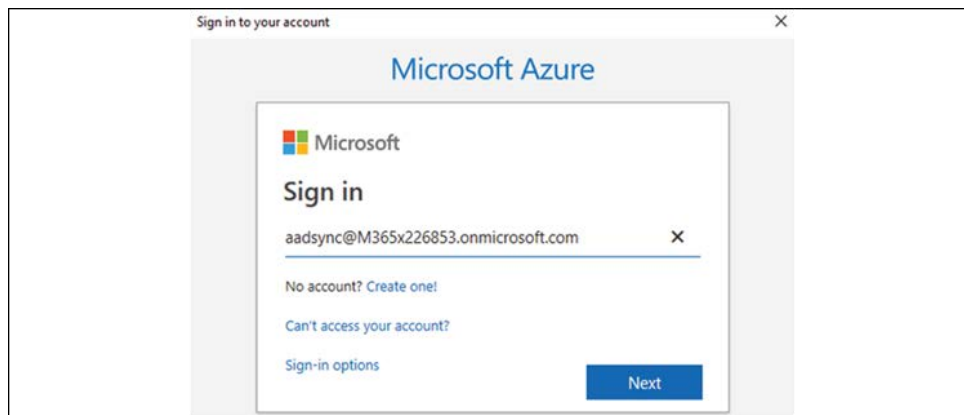 Sign in to your account
Microsoft Azure
Microsoft
Sign in
aadsync@M365x226853.onmicrosoft.com
No account? Create one!
Can't access your account?
Sign-in options
Next